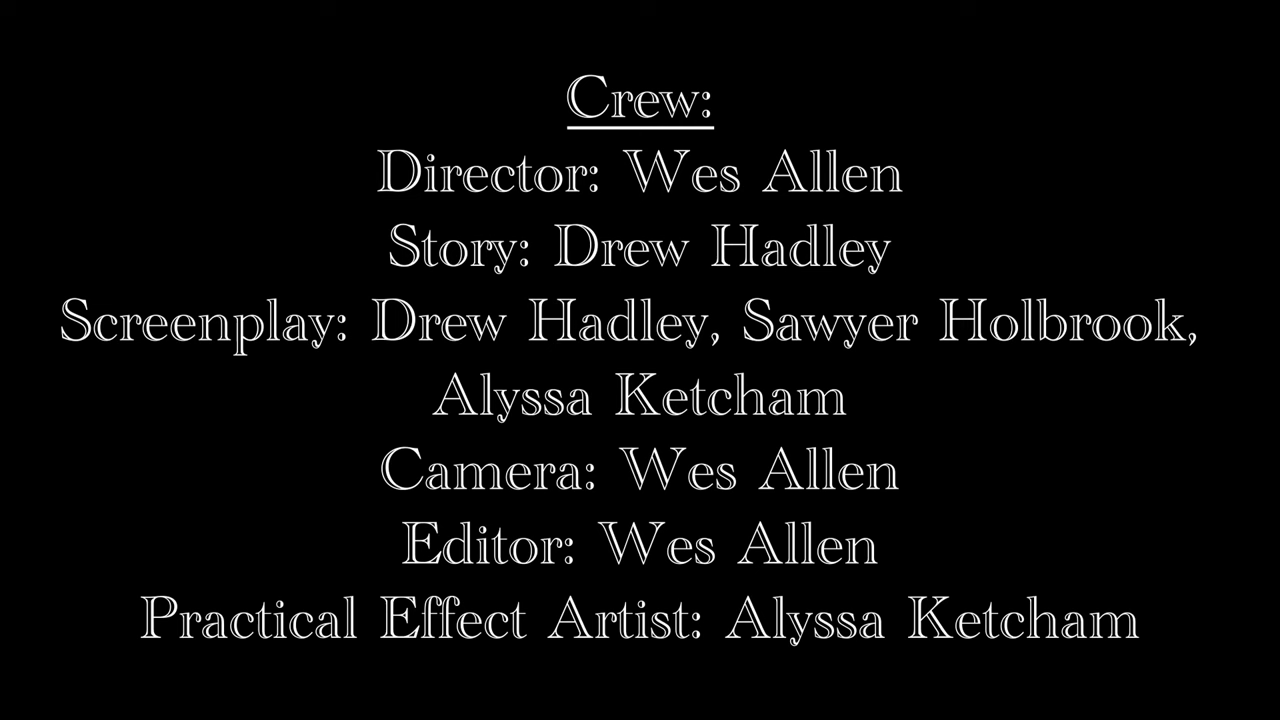 Crew:
Director: Wes Allen
Story: Drew Hadley
Screenplay: Drew Hadley, Sawyer Holbrook,
Alyssa Ketcham
Camera: Wes Allen
Editor: Wes Allen
Practical Effect Artist: Alyssa Ketcham